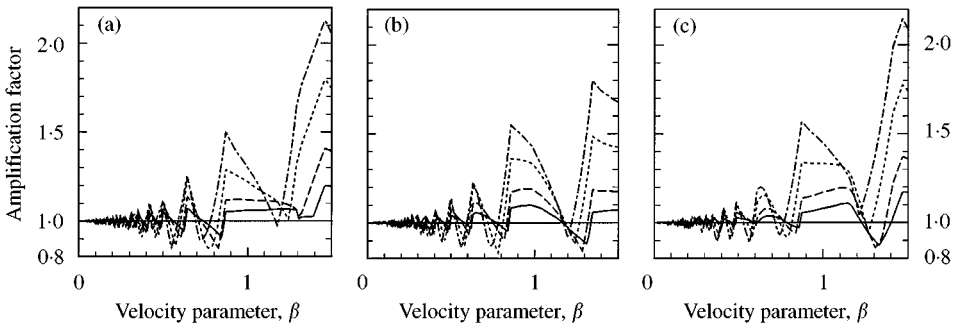 (a) (b) (c)
2·0 2·0
1·5 1·5
1·0 1·0
0·8 0·8
Amplification factor
0 1 0 1 0 1
Velocity parameter, β Velocity parameter, β Velocity parameter, β